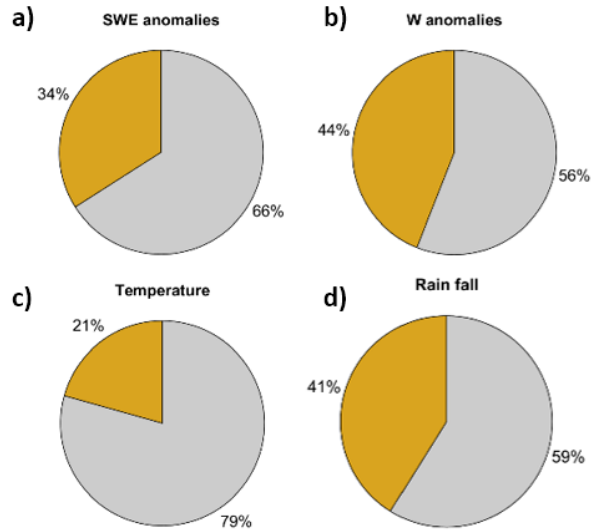 a) SWE anomalies
34%
66%
b) W anomalies
44%
56%
c) Temperature
21%
79%
d) Rain fall
41%
59%